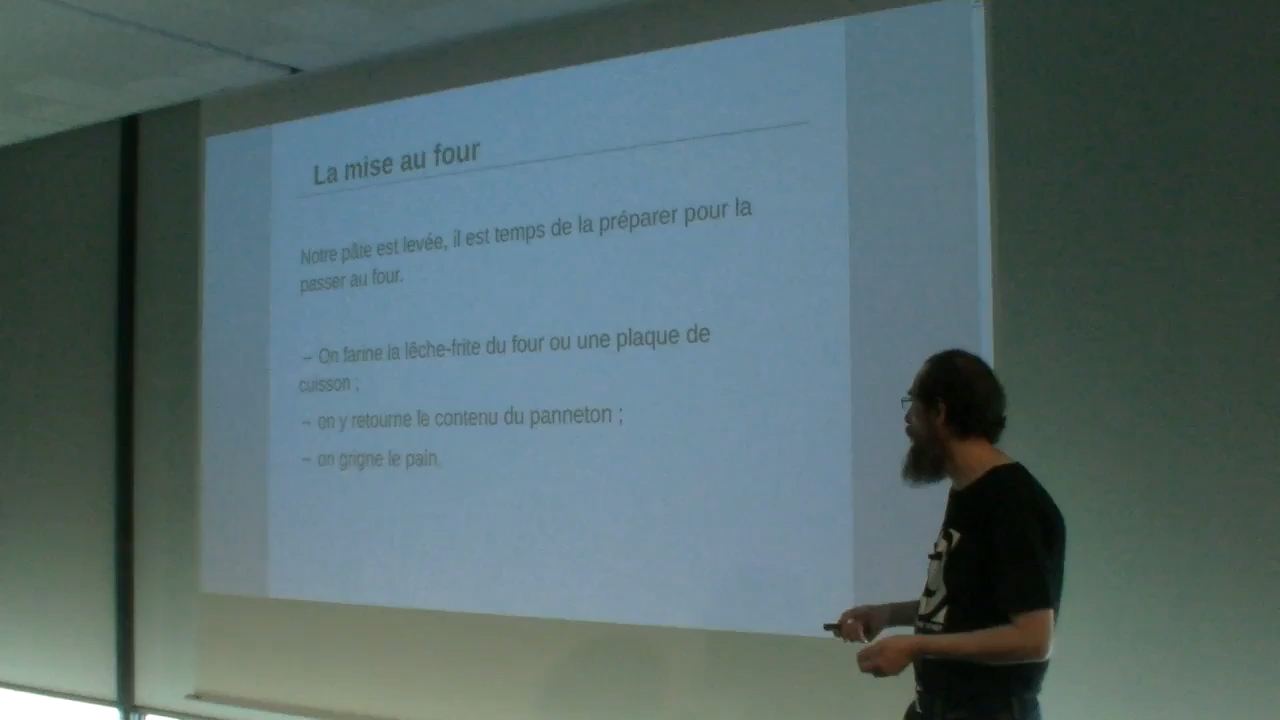 La mise au four
Notre pâte est levée, il est temps de la préparer pour la
passer au four.
– On farine la lêche-frite du four ou une plaque de
cuisson ;
– on y retourne le contenu du panneton ;
– on grigne le pain.